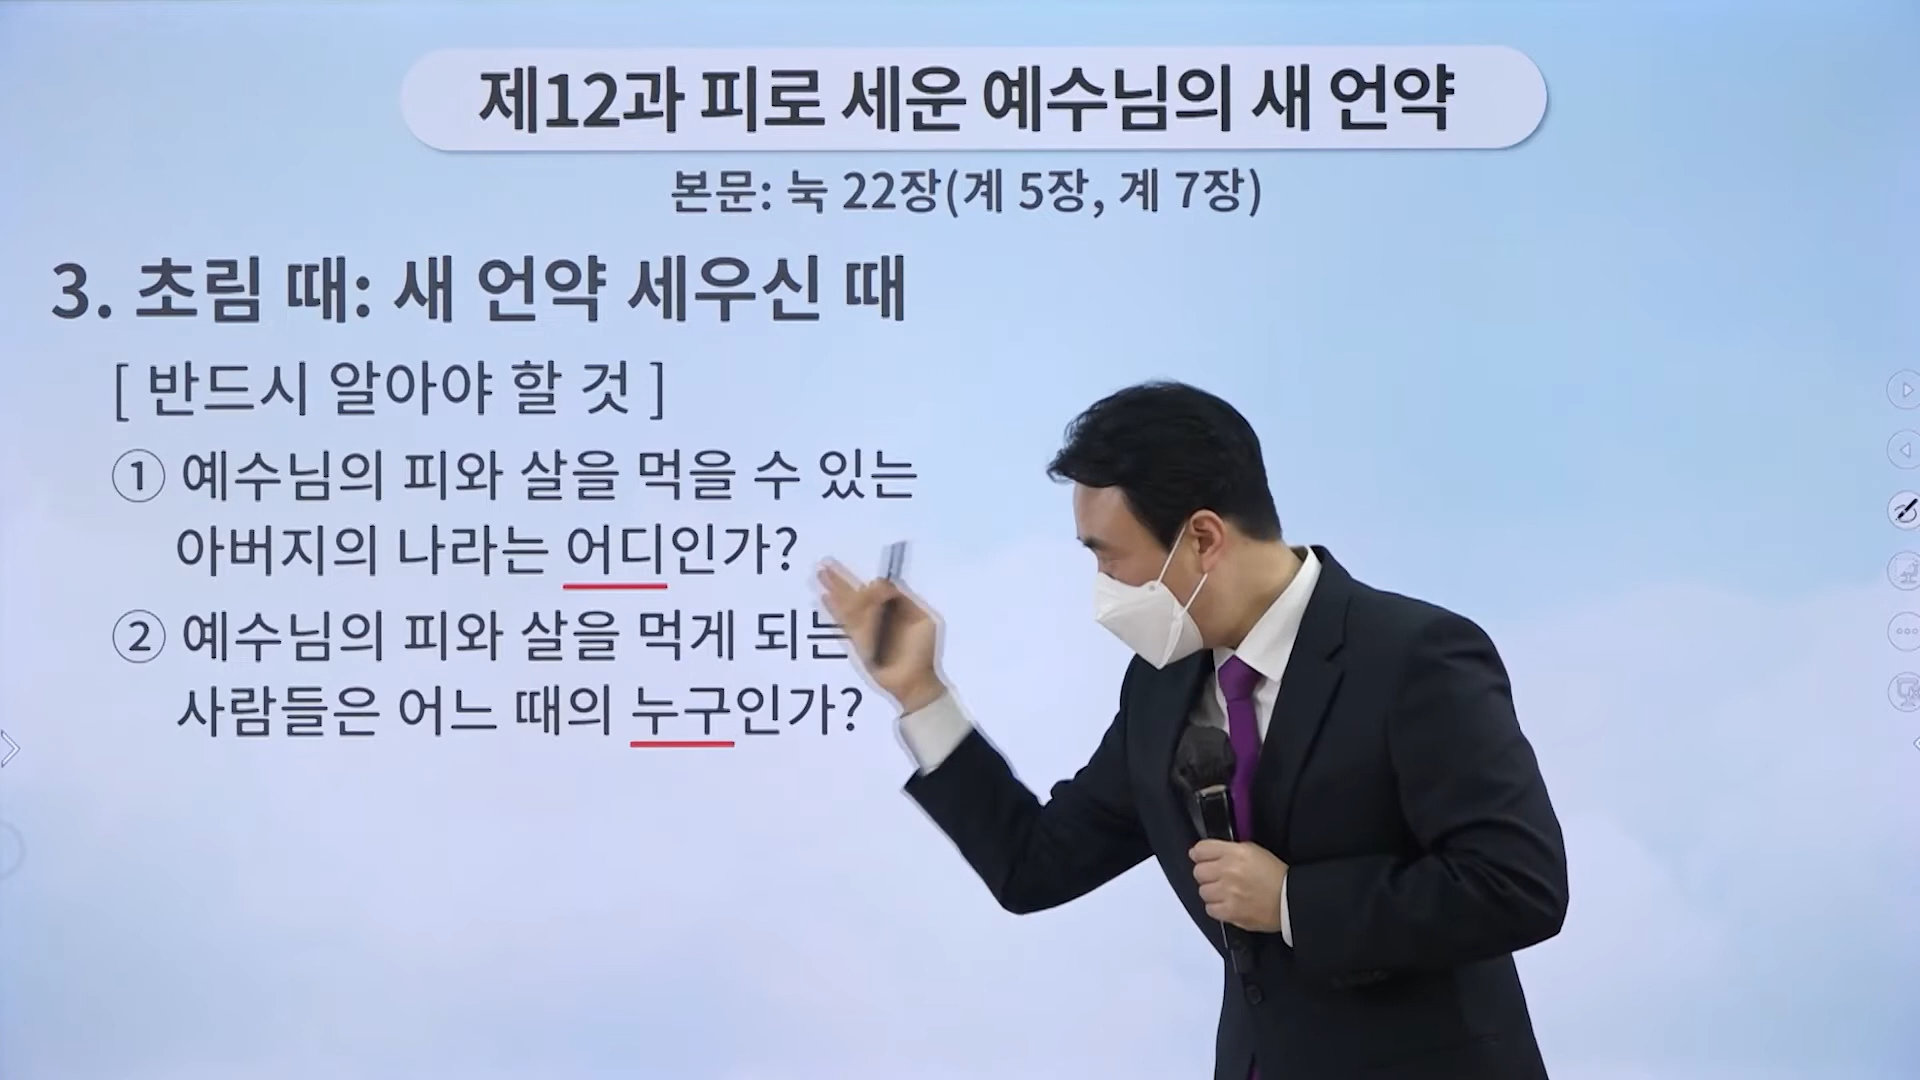 제12과 피로 세운 예수님의 새 언약
본문: 눅 22장(계 5장, 계 7장)
3. 초림 때: 새 언약 세우신 때
[ 반드시 알아야 할 것 ]
① 예수님의 피와 살을 먹을 수 있는
아버지의 나라는 어디인가?
② 예수님의 피와 살을 먹게 되는
사람들은 어느 때의 누구인가?